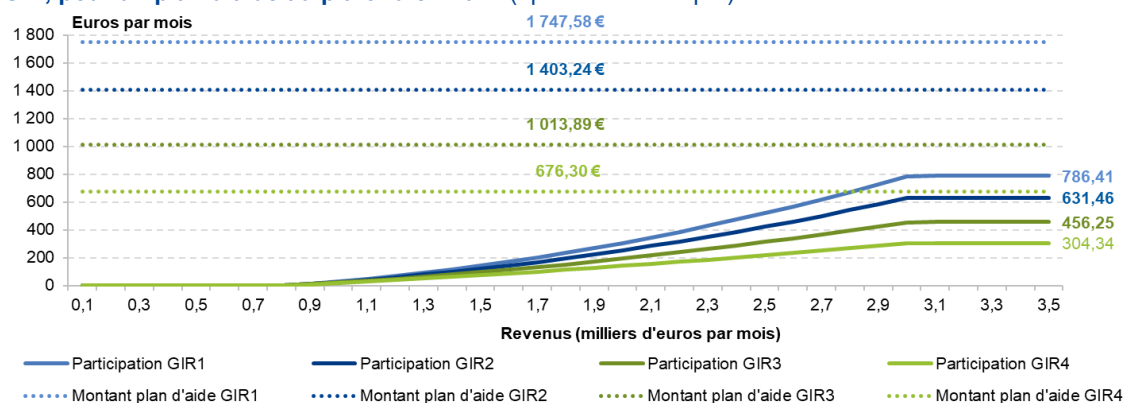 Euros par mois
1 800
1 600
1 400
1 200
1 000
800
600
400
200
0
1 747,58 €
1 403,24 €
1 013,89 €
676,30 €
786,41
631,46
456,25
304,34
0,1 0,3 0,5 0,7 0,9 1,1 1,3 1,5 1,7 1,9 2,1 2,3 2,5 2,7 2,9 3,1 3,3 3,5
Revenus (milliers d'euros par mois)
Participation GIR1 Participation GIR2 Participation GIR3 Participation GIR4
Montant plan d'aide GIR1 Montant plan d'aide GIR2 Montant plan d'aide GIR3 Montant plan d'aide GIR4